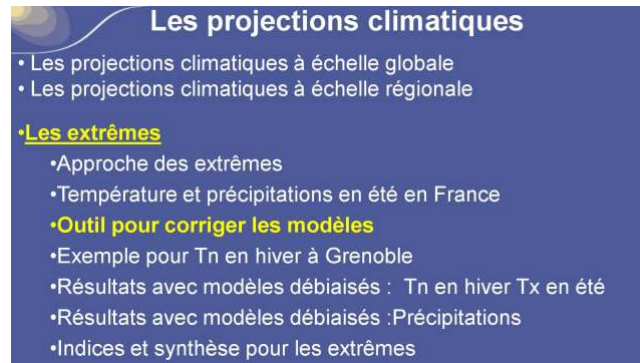 Les projections climatiques
• Les projections climatiques à échelle globale
• Les projections climatiques à échelle régionale
•Les extrêmes
•Approche des extrêmes
•Température et précipitations en été en France
•Outil pour corriger les modèles
•Exemple pour Tn en hiver à Grenoble
•Résultats avec modèles débiaisés : Tn en hiver Tx en été
•Résultats avec modèles débiaisés :Précipitations
•Indices et synthèse pour les extrêmes